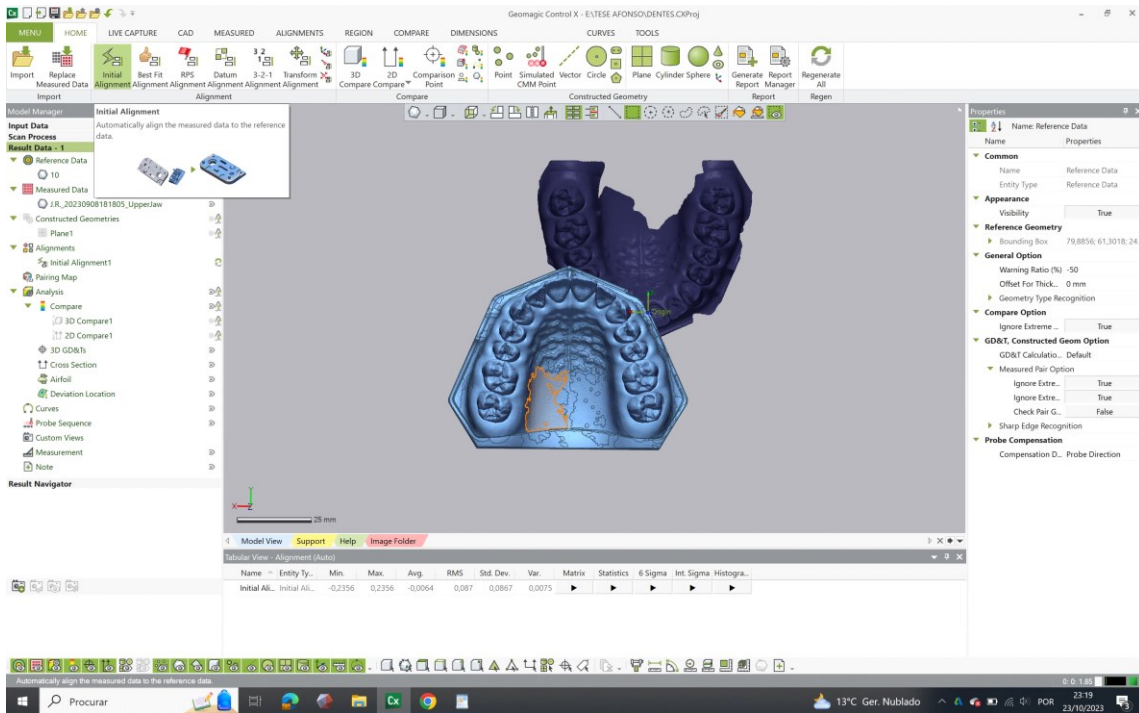 Geomagic Control X - E:\TESE AFONSO\DENTES.CXProj
MENU HOME LIVE CAPTURE CAD MEASURED ALIGNMENTS REGION COMPARE DIMENSIONS CURVES TOOLS
Import Replace Measured Data Initial Alignment Best Fit Alignment RPS Alignment Datum Alignment 3-2-1 Alignment Transform Alignment 3D Compare 2D Compare Comparison Point Point Simulated CMM Point Vector Circle Plane Cylinder Sphere Generate Report Report Manager Regenerate All
Import Alignment Compare Constructed Geometry Report Regen
Model Manager
Input Data
Scan Process
Result Data - 1
Reference Data
10
Measured Data
J.R._20230908181805_UpperJaw
Constructed Geometries
Plane1
Alignments
Initial Alignment1
Pairing Map
Analysis
Compare
3D Compare1
2D Compare1
3D GD&Ts
Cross Section
Airfoil
Deviation Location
Curves
Probe Sequence
Custom Views
Measurement
Note
Result Navigator
Initial Alignment
Automatically align the measured data to the reference data.
Origin
Y
X
Z
25 mm
Model View Support Help Image Folder
Tabular View - Alignment (Auto)
Name Entity Ty... Min. Max. Avg. RMS Std. Dev. Var. Matrix Statistics 6 Sigma Int. Sigma Histogra...
Initial Ali... Initial Ali... -0,2356 0,2356 -0,0064 0,087 0,0867 0,0075
Properties
Name: Reference Data
Name Properties
Common
Name Reference Data
Entity Type Reference Data
Appearance
Visibility True
Reference Geometry
Bounding Box 79,8856; 61,3018; 24.
General Option
Warning Ratio (%) -50
Offset For Thick... 0 mm
Geometry Type Recognition
Compare Option
Ignore Extreme ... True
GD&T, Constructed Geom Option
GD&T Calculatio... Default
Measured Pair Option
Ignore Extre... True
Ignore Extre... True
Check Pair G... False
Sharp Edge Recognition
Probe Compensation
Compensation D... Probe Direction
Automatically align the measured data to the reference data.
0: 0: 1.85
Procurar
Cx
13°C Ger. Nublado
POR
23:19
23/10/2023